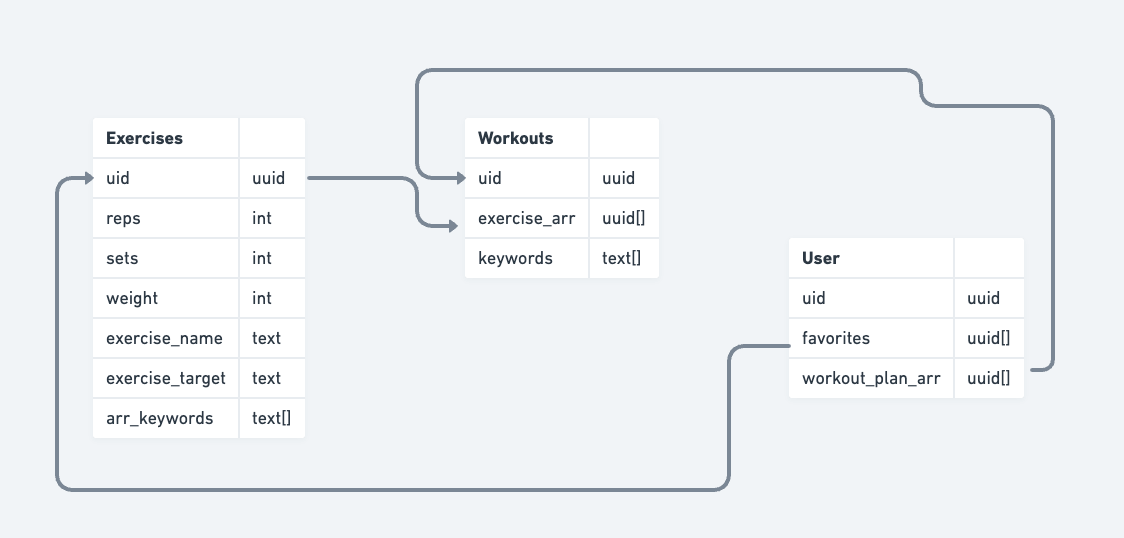 Exercises
uid uuid
reps int
sets int
weight int
exercise_name text
exercise_target text
arr_keywords text[]
Workouts
uid uuid
exercise_arr uuid[]
keywords text[]
User
uid uuid
favorites uuid[]
workout_plan_arr uuid[]